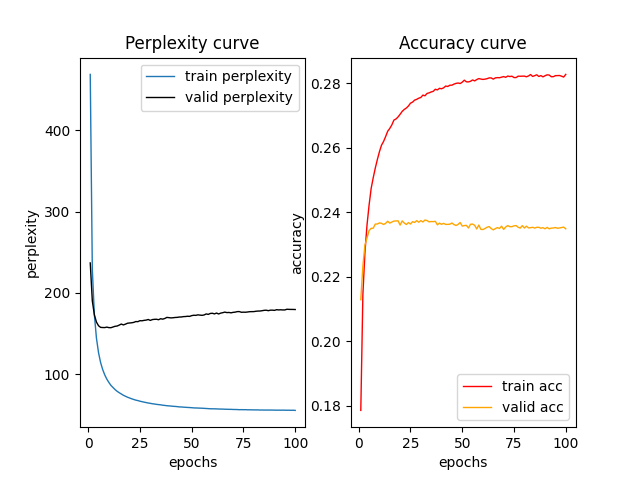 Perplexity curve
train perplexity
valid perplexity
400
300
200
100
perplexity
0
25
50
75
100
epochs
Accuracy curve
0.28
0.26
0.24
0.22
0.20
0.18
accuracy
train acc
valid acc
0
25
50
75
100
epochs